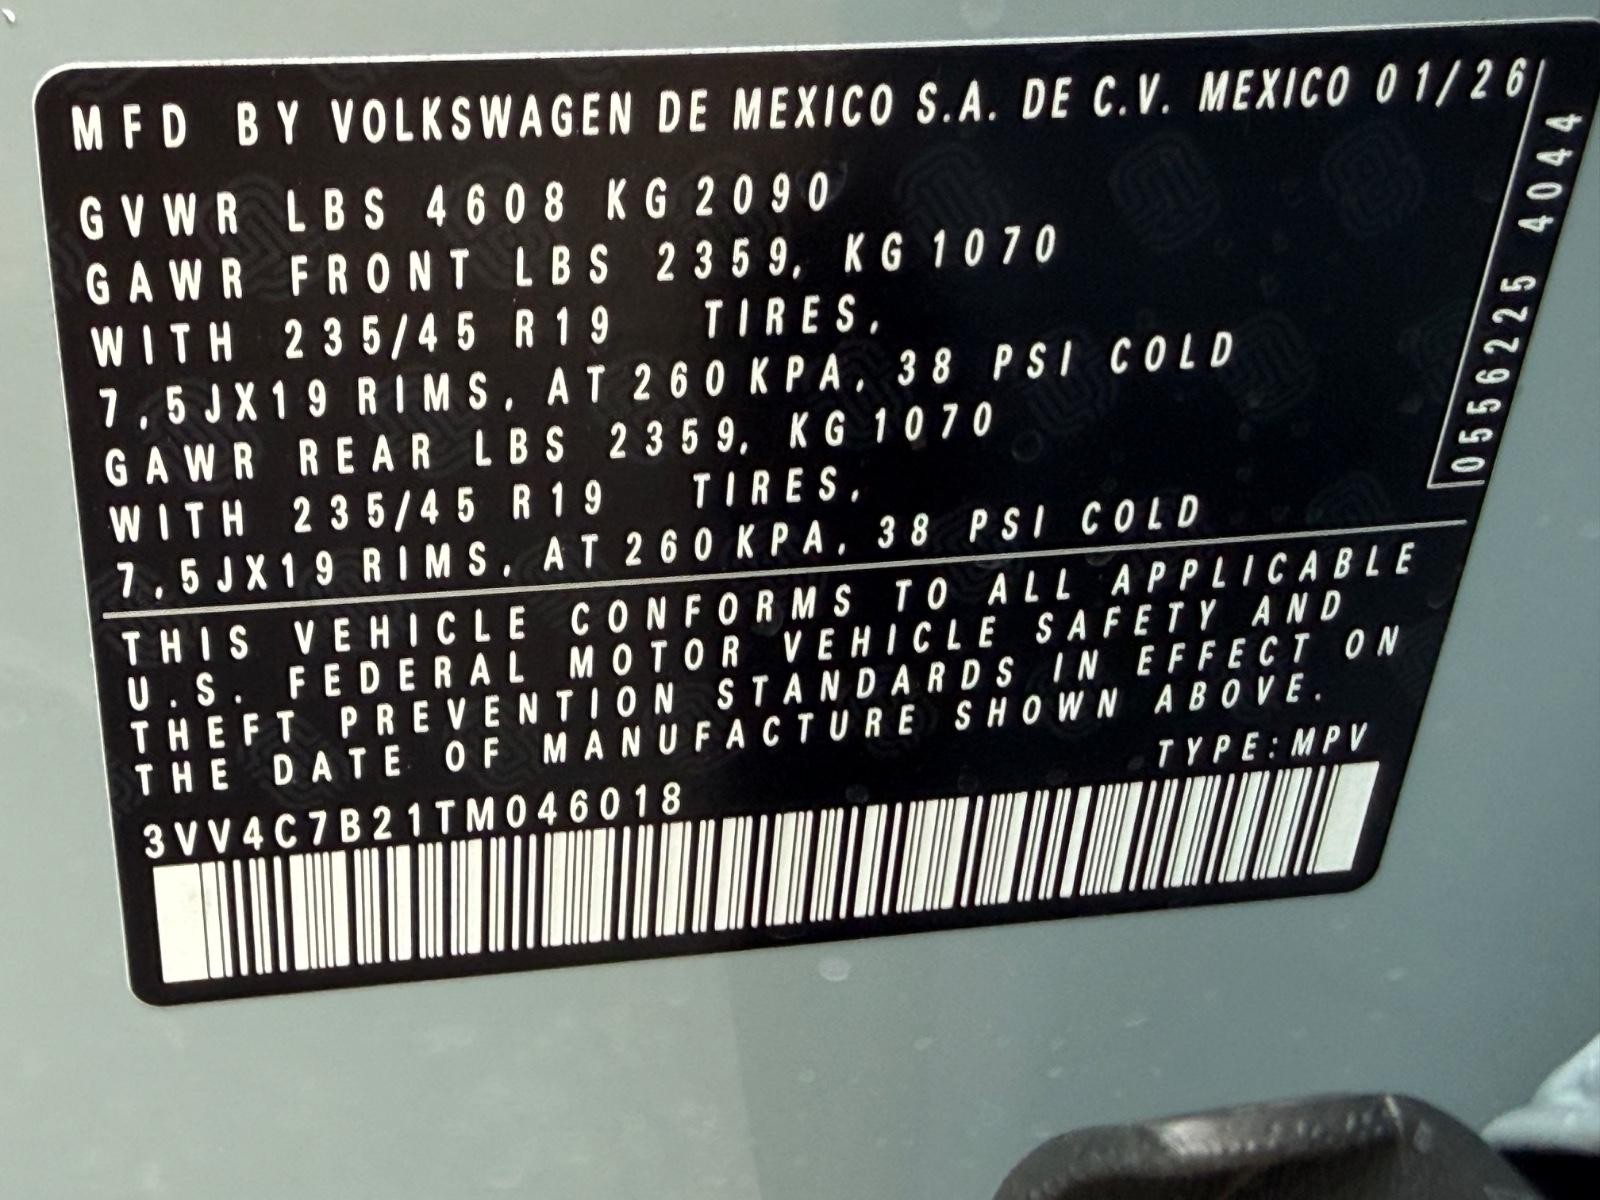 MFD BY VOLKSWAGEN DE MEXICO S.A. DE C.V. MEXICO 01/26
GVWR LBS 4608 KG 2090
GAWR FRONT LBS 2359, KG 1070
WITH 235/45 R19 TIRES,
7,5JX19 RIMS, AT 260 KPA, 38 PSI COLD
GAWR REAR LBS 2359, KG 1070
WITH 235/45 R19 TIRES,
7,5JX19 RIMS, AT 260 KPA, 38 PSI COLD
0556225 4044
THIS VEHICLE CONFORMS TO ALL APPLICABLE
U.S. FEDERAL MOTOR VEHICLE SAFETY AND
THEFT PREVENTION STANDARDS IN EFFECT ON
THE DATE OF MANUFACTURE SHOWN ABOVE.
TYPE:MPV
3VV4C7B21TM046018